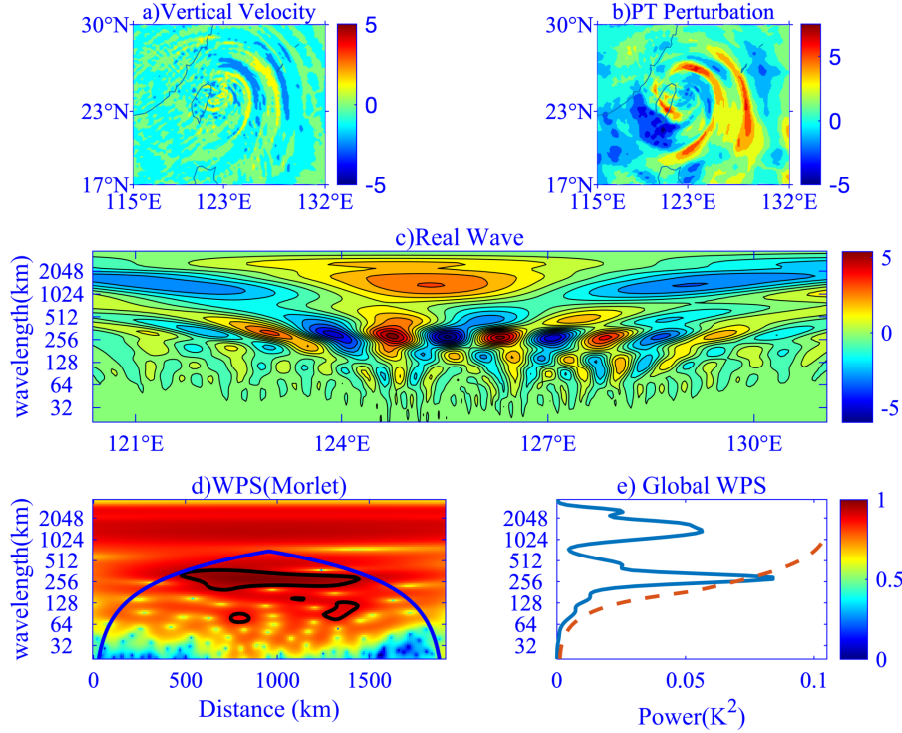 a)Vertical Velocity
30°N
23°N
17°N
115°E 123°E 132°E
5
0
-5
b)PT Perturbation
30°N
23°N
17°N
115°E 123°E 132°E
5
0
-5
c)Real Wave
wavelength(km)
2048
1024
512
256
128
64
32
121°E 124°E 127°E 130°E
5
0
-5
d)WPS(Morlet)
wavelength(km)
2048
1024
512
256
128
64
32
0 500 1000 1500
Distance (km)
e) Global WPS
2048
1024
512
256
128
64
32
0 0.05 0.1
Power(K²)
1
0.5
0